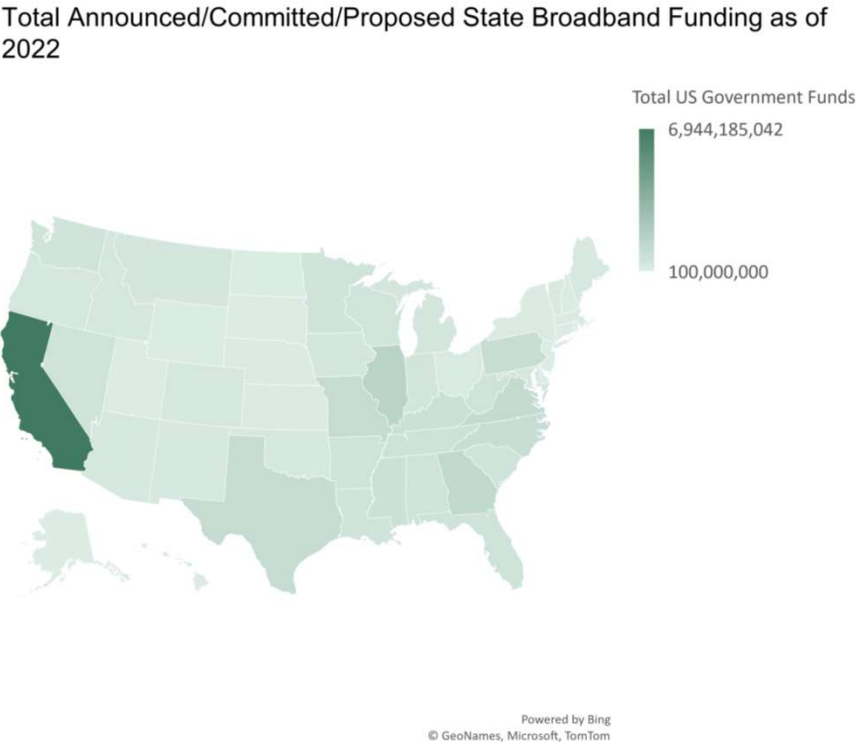 Total Announced/Committed/Proposed State Broadband Funding as of
2022
Total US Government Funds
6,944,185,042
100,000,000
Powered by Bing
© GeoNames, Microsoft, TomTom